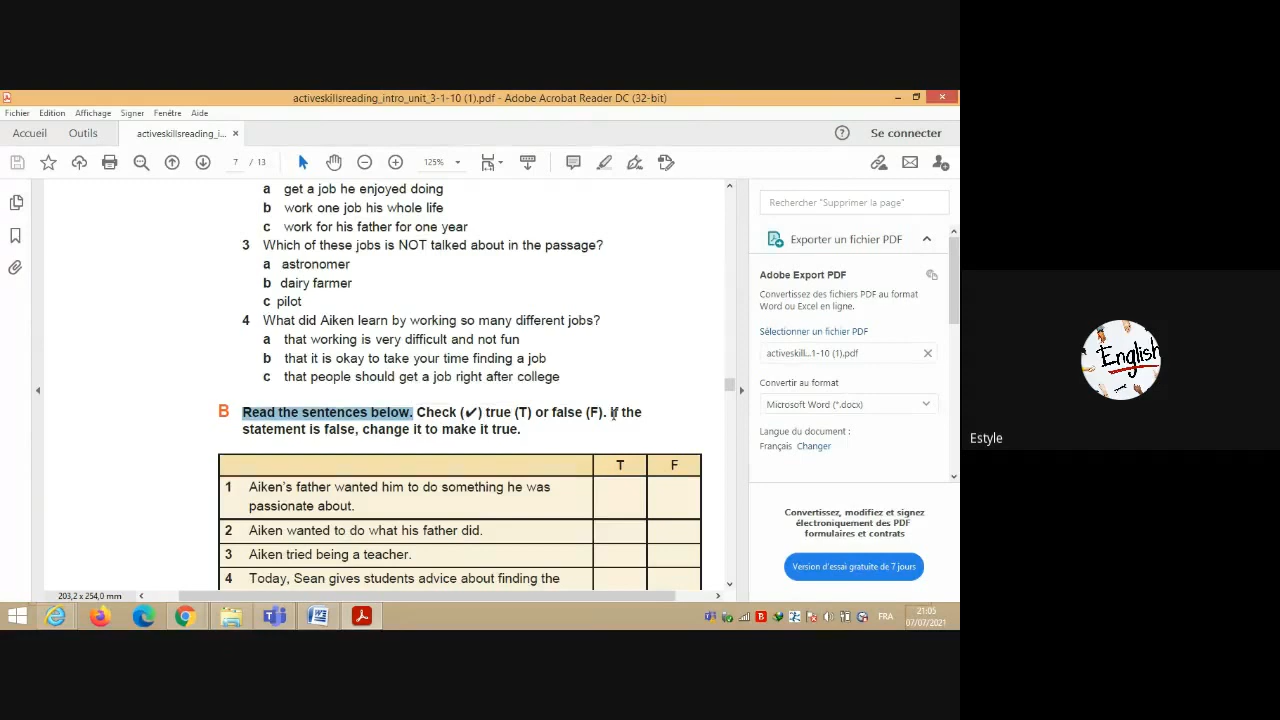 activeskillsreading_intro_unit_3-1-10 (1).pdf - Adobe Acrobat Reader DC (32-bit)
Fichier Edition Affichage Signer Fenêtre Aide
Accueil Outils activeskillsreading_i... × Se connecter
7 / 13 125%
a get a job he enjoyed doing
b work one job his whole life
c work for his father for one year
3 Which of these jobs is NOT talked about in the passage?
a astronomer
b dairy farmer
c pilot
4 What did Aiken learn by working so many different jobs?
a that working is very difficult and not fun
b that it is okay to take your time finding a job
c that people should get a job right after college
B Read the sentences below. Check (✔) true (T) or false (F). If the
statement is false, change it to make it true.
T F
1 Aiken's father wanted him to do something he was
passionate about.
2 Aiken wanted to do what his father did.
3 Aiken tried being a teacher.
4 Today, Sean gives students advice about finding the
203,2 x 254,0 mm
Rechercher "Supprimer la page"
Exporter un fichier PDF
Adobe Export PDF
Convertissez des fichiers PDF au format
Word ou Excel en ligne.
Sélectionner un fichier PDF
activeskill...1-10 (1).pdf
Convertir au format
Microsoft Word (*.docx)
Langue du document :
Français Changer
Convertissez, modifiez et signez
électroniquement des PDF
formulaires et contrats
Version d'essai gratuite de 7 jours
FRA
21:05
07/07/2021
English
Estyle